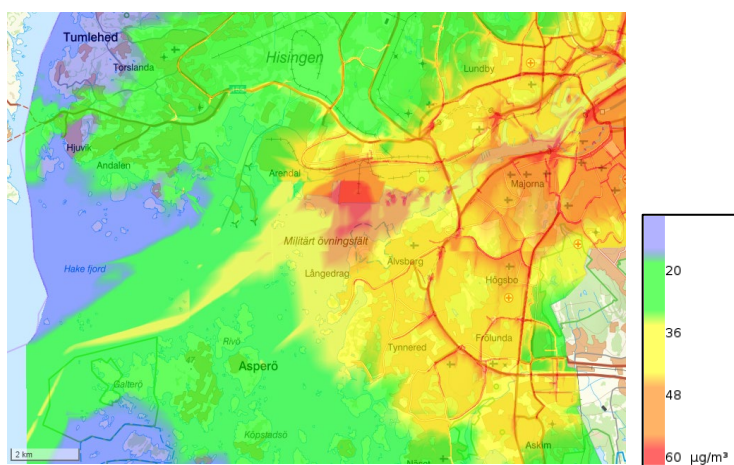 Tumlehed
Torslanda
Hisingen
Lundby
Hjuvik
Andalen
Arendal
Majorna
Militärt övningsfält
Hake fjord
Långedrag
Älvsborg
Högsbo
Rivö
Frölunda
Tynnered
Asperö
Galterö
Köpstadsö
Askim
2 km
20
36
48
60 µg/m³